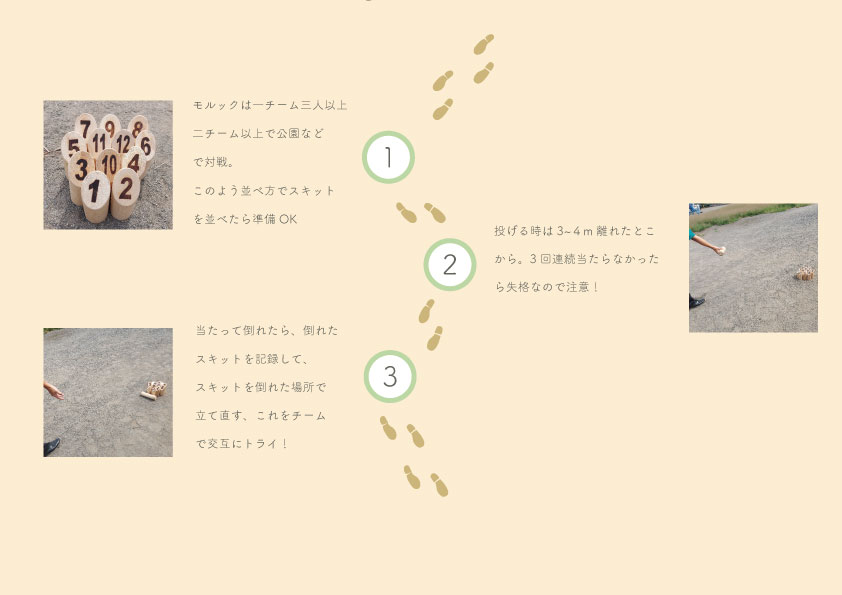 モルックは一チーム三人以上
二チーム以上で公園など
で対戦。
このよう並べ方でスキット
を並べたら準備 OK
1
7 9 8
5 11 12 6
3 10 4
1 2
2
投げる時は 3~4 m 離れたとこ
から。3 回連続当たらなかった
ら失格なので注意！
3
当たって倒れたら、倒れた
スキットを記録して、
スキットを倒れた場所で
立て直す、これをチーム
で交互にトライ！